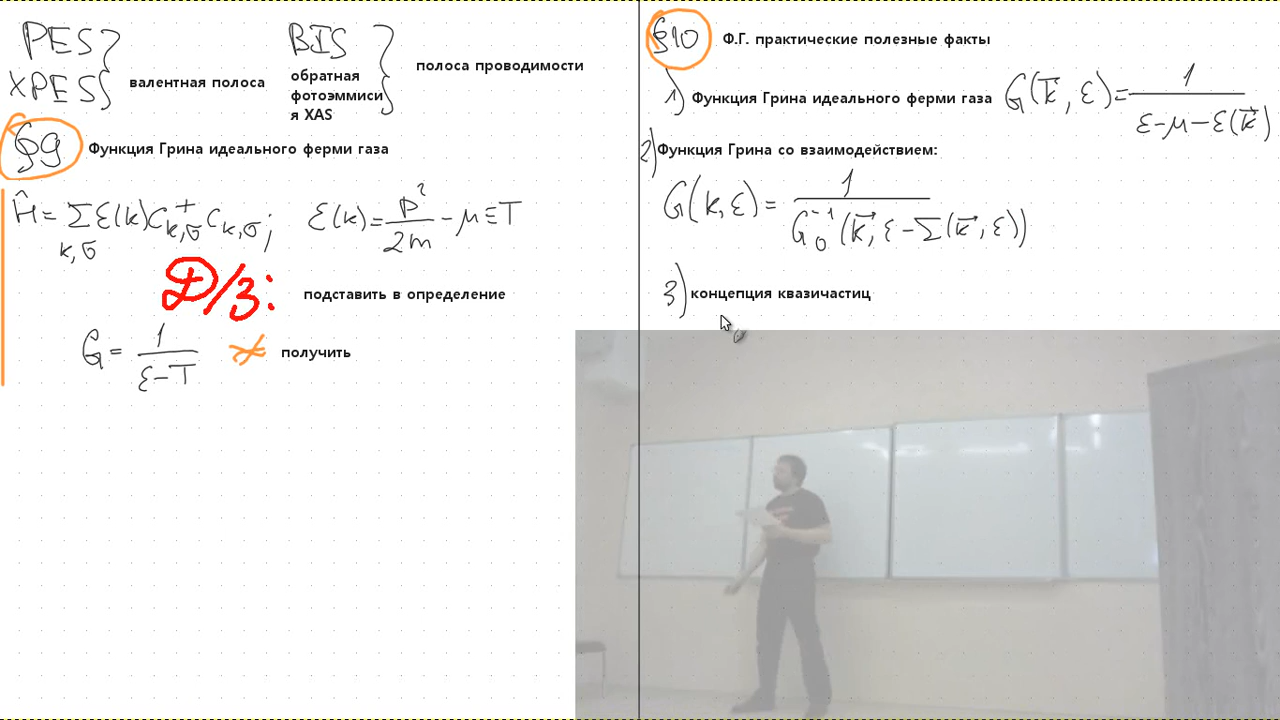 PES
XPES
валентная полоса
BIS
обратная
фотоэммиси
я XAS
полоса проводимости
§9 Функция Грина идеального ферми газа
Ĥ = Σ ε(k) C⁺k,σ Ck,σ ; ε(k) = p²/2m − μ ≡ T
k, σ
Д/З: подставить в определение
G = 1/(ε − T) получить
§10 Ф.Г. практические полезные факты
1) Функция Грина идеального ферми газа G(k⃗, ε) = 1/(ε − μ − ε(k⃗))
2) Функция Грина со взаимодействием:
G(k, ε) = 1/(G₀⁻¹(k⃗, ε − Σ(k⃗, ε)))
3) концепция квазичастиц